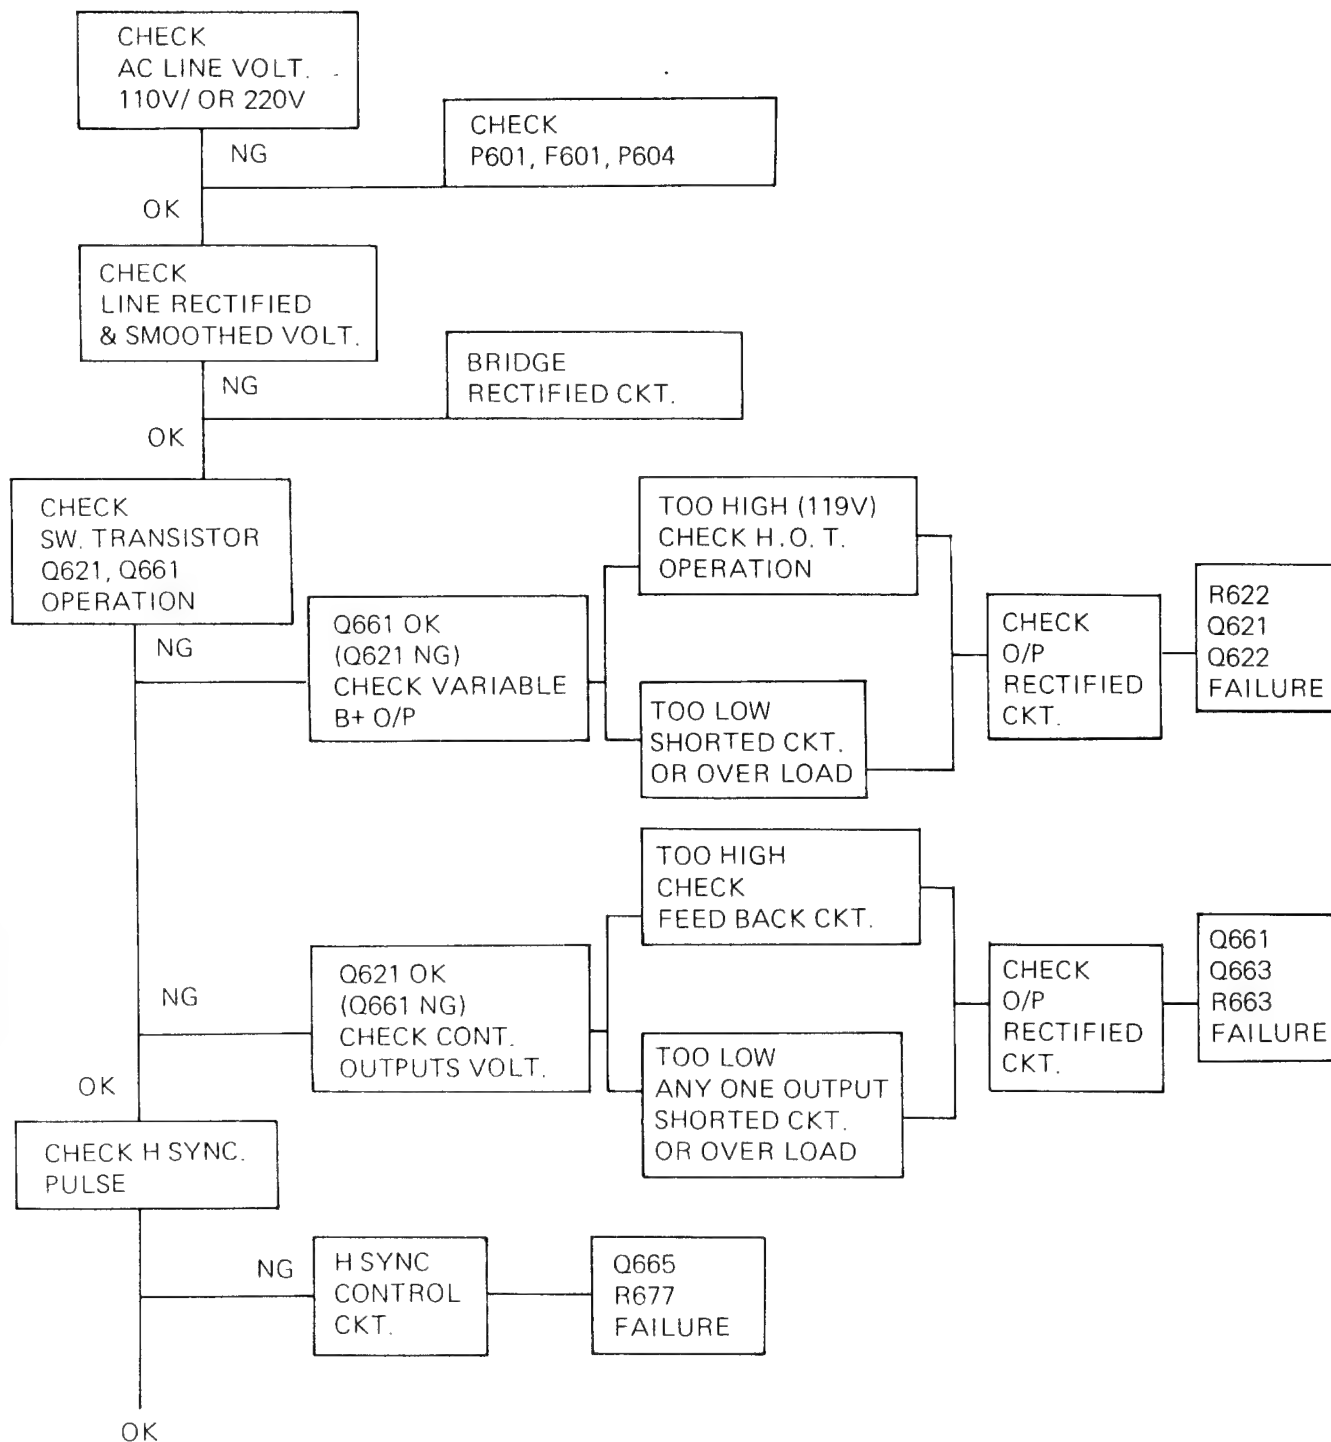 CHECK
AC LINE VOLT.
110V/ OR 220V
NG
CHECK
P601, F601, P604
OK
CHECK
LINE RECTIFIED
& SMOOTHED VOLT.
NG
BRIDGE
RECTIFIED CKT.
OK
CHECK
SW. TRANSISTOR
Q621, Q661
OPERATION
NG
Q661 OK
(Q621 NG)
CHECK VARIABLE
B+ O/P
TOO HIGH (119V)
CHECK H.O.T.
OPERATION
TOO LOW
SHORTED CKT.
OR OVER LOAD
CHECK
O/P
RECTIFIED
CKT.
R622
Q621
Q622
FAILURE
NG
Q621 OK
(Q661 NG)
CHECK CONT.
OUTPUTS VOLT.
TOO HIGH
CHECK
FEED BACK CKT.
TOO LOW
ANY ONE OUTPUT
SHORTED CKT.
OR OVER LOAD
CHECK
O/P
RECTIFIED
CKT.
Q661
Q663
R663
FAILURE
OK
CHECK H SYNC.
PULSE
NG
H SYNC
CONTROL
CKT.
Q665
R677
FAILURE
OK